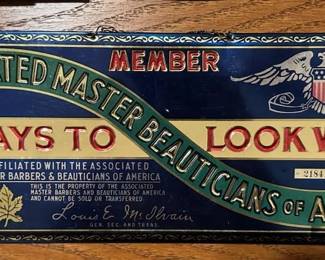 MEMBER
ATED MASTER BEAUTICIANS OF A
AYS TO LOOK W
FILIATED WITH THE ASSOCIATED
R BARBERS & BEAUTICIANS OF AMERICA
THIS IS THE PROPERTY OF THE ASSOCIATED
MASTER BARBERS AND BEAUTICIANS OF AMERICA
AND CANNOT BE SOLD OR TRANSFERRED.
Louis E. McIlvain
GEN. SEC. AND TREAS.
2184